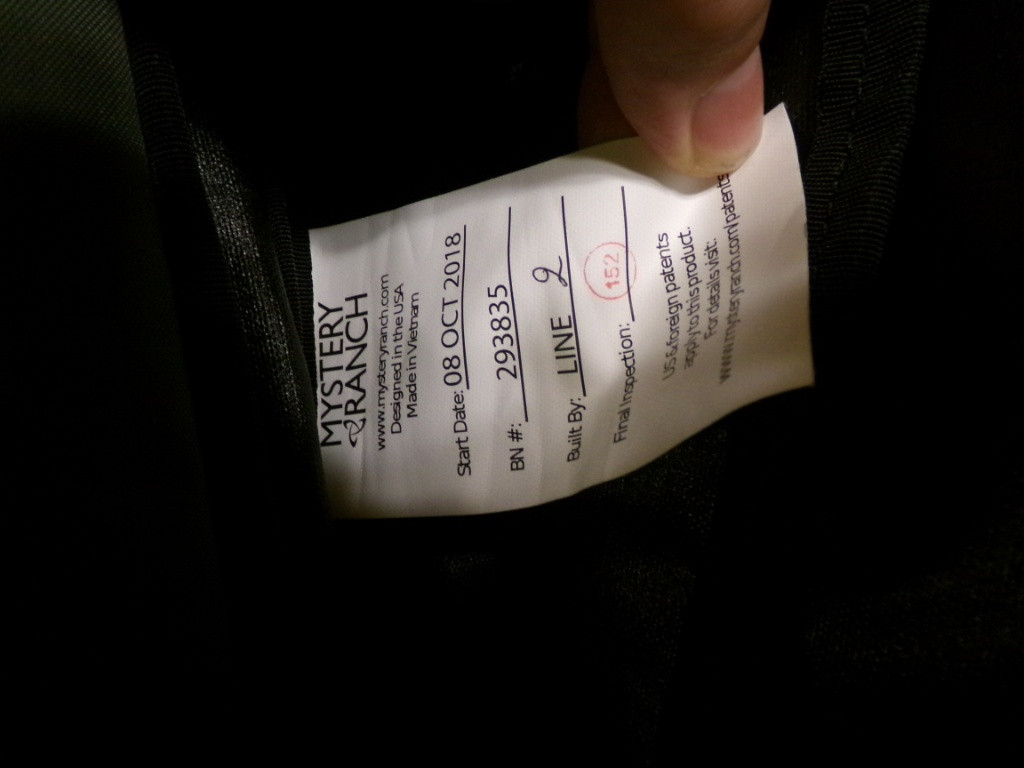 MYSTERY
RANCH
www.mysteryranch.com
Designed in the USA
Made in Vietnam
Start Date: 08 OCT 2018
BN #: 293835
Built By: LINE 2
Final Inspection: 152
US & foreign patents
apply to this product.
For details visit:
www.mysteryranch.com/patents